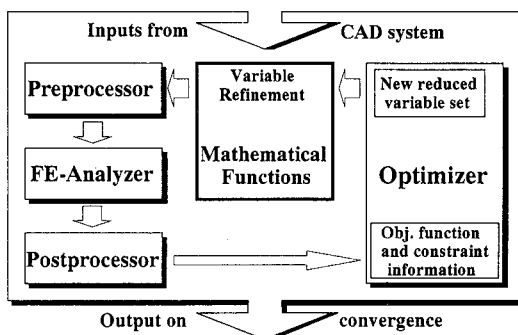 Inputs from CAD system
Preprocessor
FE-Analyzer
Postprocessor
Variable
Refinement
Mathematical
Functions
New reduced
variable set
Optimizer
Obj. function
and constraint
information
Output on convergence